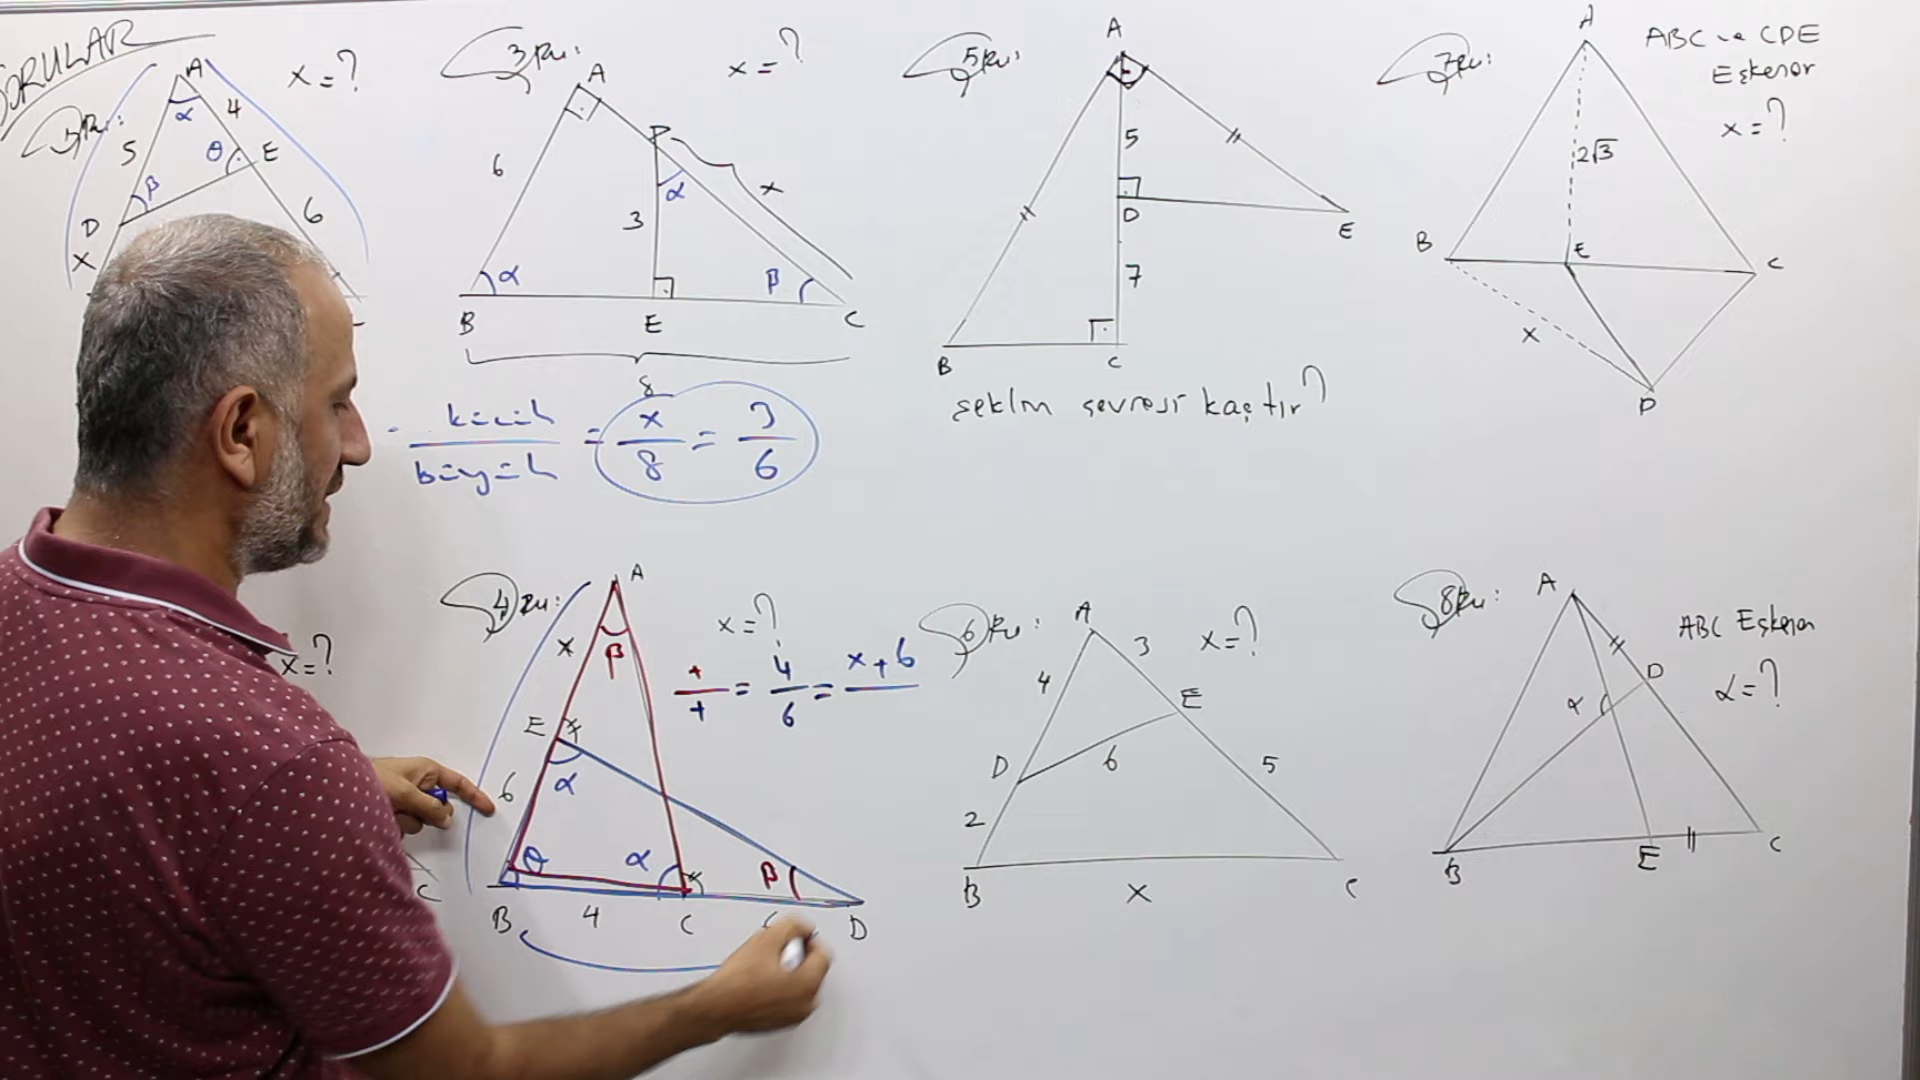 SORULAR
x=?
A
α
4
5
θ
E
β
D
6
x
3
x=?
A
6
P
α
x
3
α
β
B
E
C
8
x/8 = 3/6
5
A
5
D
E
7
B
C
şeklin çevresi kaçtır?
7
A
ABC ve CDE
Eşkenar
x=?
2√3
B
E
C
x
D
x=?
C
4
A
x=?
x
β
4/6 = x+6
E
α
6
θ
α
β
B
4
C
D
6
A
3
x=?
4
E
D
6
5
2
B
x
C
8
A
ABC Eşkenar
α=?
D
α
B
E
C